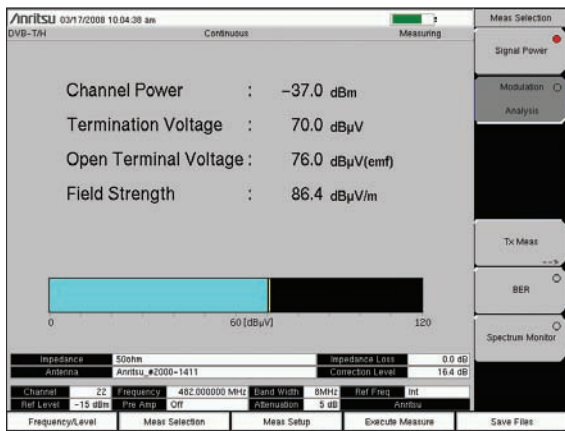 Anritsu 03/17/2008 10:04:38 am
DVB-T/H Continuous Measuring
Channel Power : -37.0 dBm
Termination Voltage : 70.0 dBµV
Open Terminal Voltage : 76.0 dBµV(emf)
Field Strength : 86.4 dBµV/m
0 60 [dBµV] 120
Impedance 50ohm Impedance Loss 0.0 dB
Antenna Anritsu_#2000-1411 Correction Level 16.4 dB
Channel 22 Frequency 482.000000 MHz Band Width 8MHz Ref Freq Int
Ref Level -15 dBm Pre Amp Off Attenuation 5 dB Anritsu
Frequency/Level Meas Selection Meas Setup Execute Measure Save Files
Meas Selection
Signal Power
Modulation
Analysis
Tx Meas
-->
BER
Spectrum Monitor